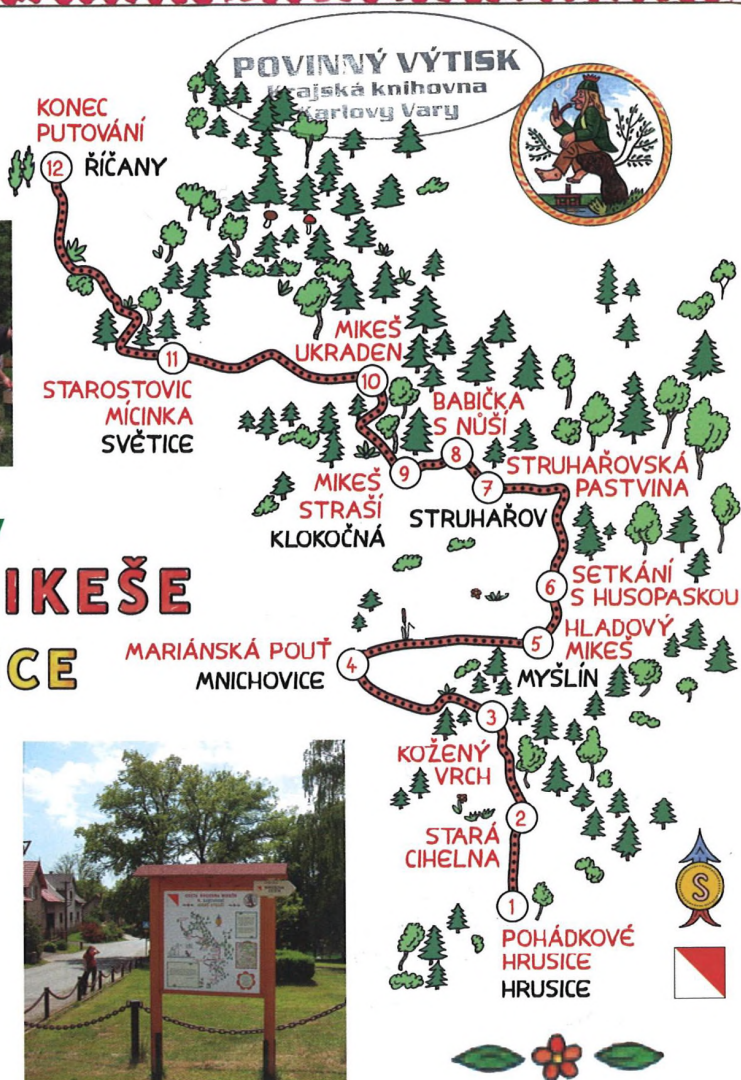 POVINNÝ VÝTISK
Krajská knihovna
Karlovy Vary
KONEC
PUTOVÁNÍ
12 ŘÍČANY
11
STAROSTOVIC
MÍCINKA
SVĚTICE
MIKEŠ
UKRADEN
10
BABIČKA
S NŮŠÍ
8
9
MIKEŠ
STRAŠÍ
KLOKOČNÁ
7
STRUHAŘOVSKÁ
PASTVINA
STRUHAŘOV
6
SETKÁNÍ
S HUSOPASKOU
5
HLADOVÝ
MIKEŠ
MYŠLÍN
MARIÁNSKÁ POUŤ
4
MNICHOVICE
IKEŠE
CE
3
KOŽENÝ
VRCH
2
STARÁ
CIHELNA
1
POHÁDKOVÉ
HRUSICE
HRUSICE
S